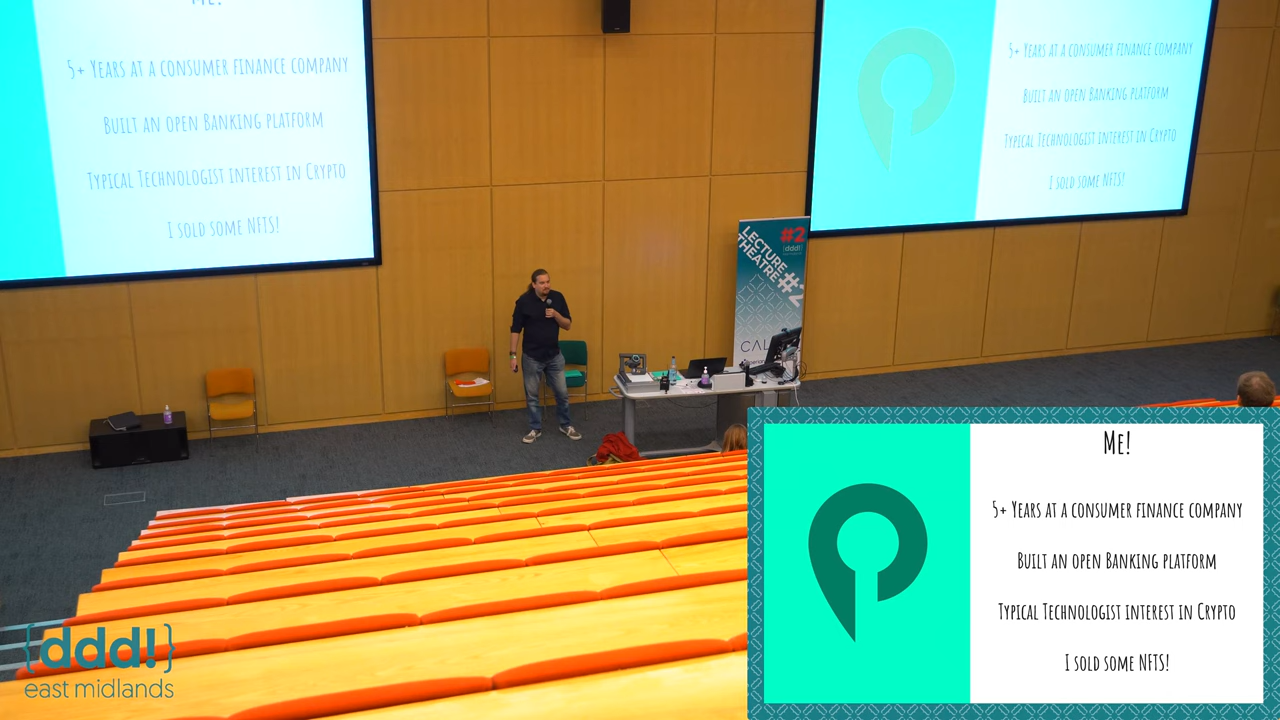 Me!
5+ Years at a consumer finance company
Built an open Banking platform
Typical Technologist interest in Crypto
I sold some NFTs!
5+ Years at a consumer finance company
Built an open Banking platform
Typical Technologist interest in Crypto
I sold some NFTs!
#2
{ddd!}
LECTURE
THEATRE #2
CAL
{ddd!}
east midlands
Me!
5+ Years at a consumer finance company
Built an open Banking platform
Typical Technologist interest in Crypto
I sold some NFTs!